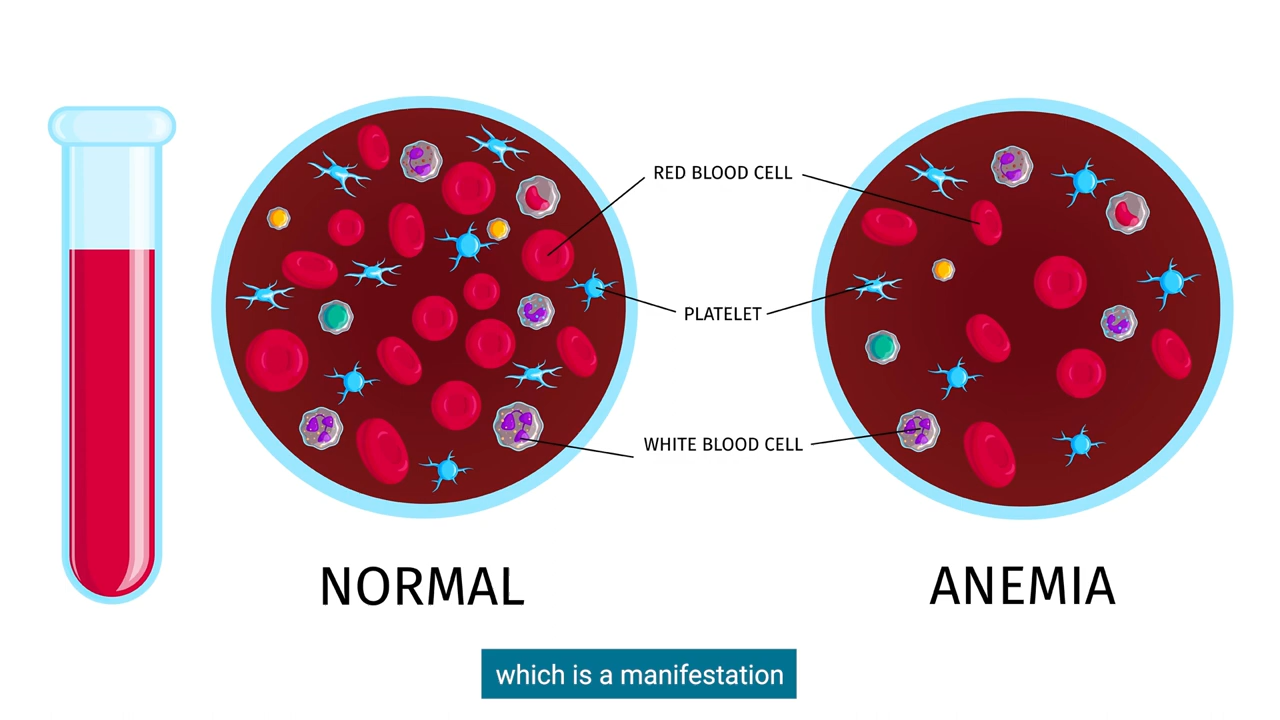 RED BLOOD CELL
PLATELET
WHITE BLOOD CELL
NORMAL
ANEMIA
which is a manifestation